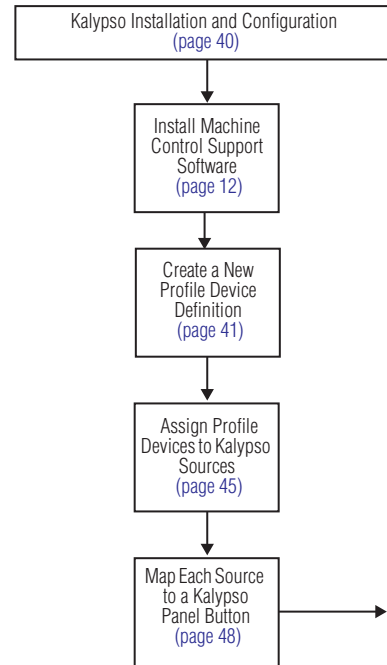 Kalypso Installation and Configuration
(page 40)
Install Machine
Control Support
Software
(page 12)
Create a New
Profile Device
Definition
(page 41)
Assign Profile
Devices to Kalypso
Sources
(page 45)
Map Each Source
to a Kalypso
Panel Button
(page 48)